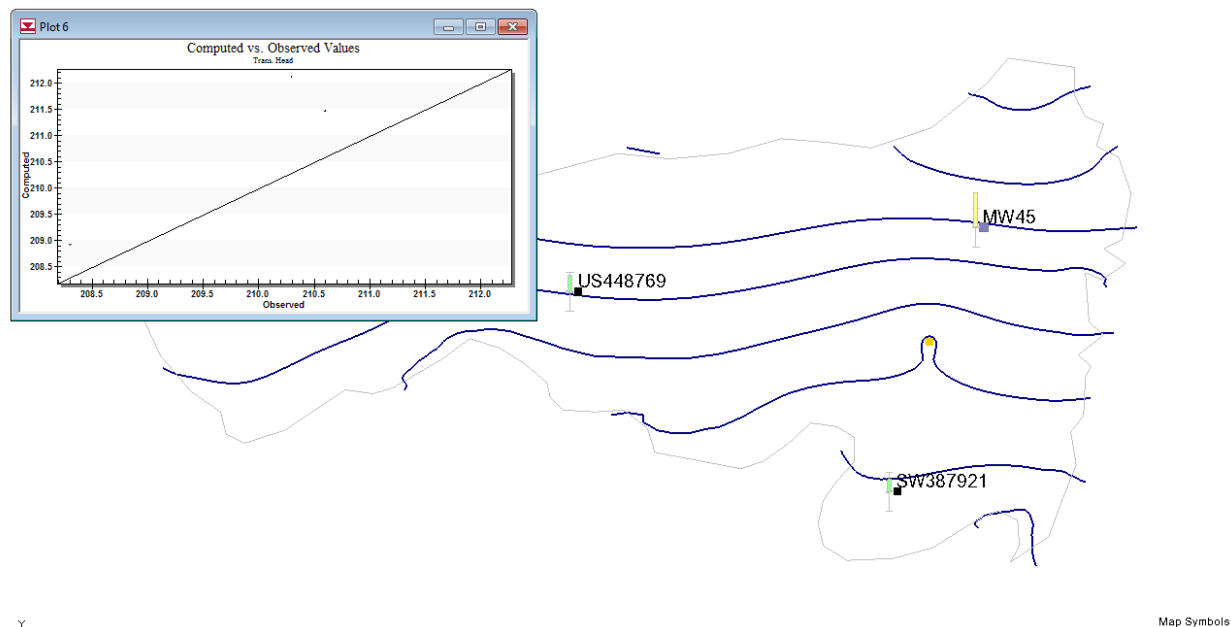 Plot 6
Computed vs. Observed Values
Trans. Head
Computed
212.0
211.5
211.0
210.5
210.0
209.5
209.0
208.5
208.5 209.0 209.5 210.0 210.5 211.0 211.5 212.0
Observed
MW45
US448769
SW387921
Y
Map Symbols